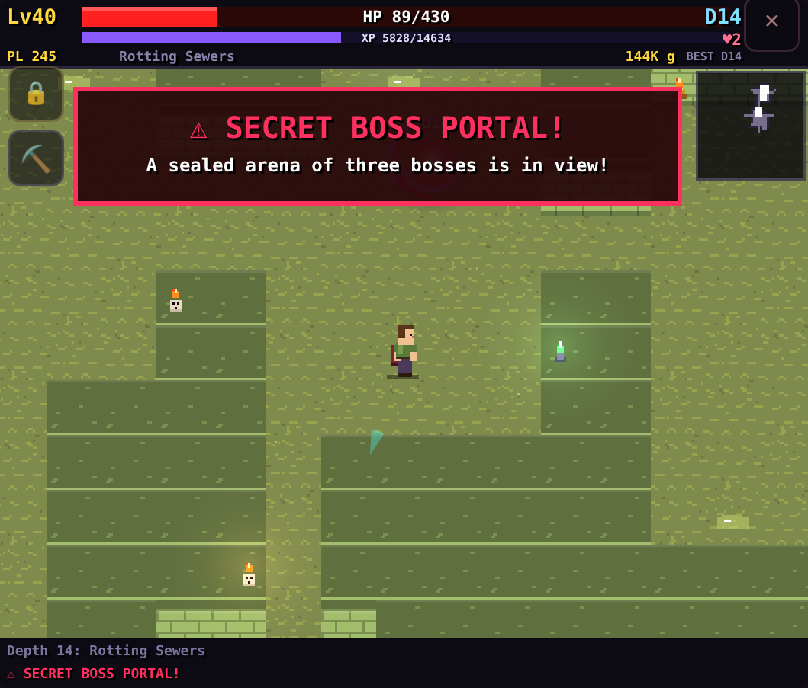 Lv40 HP 89/430 D14 ×
XP 5828/14634 ♥2
PL 245 Rotting Sewers 144K g BEST D14
⚠ SECRET BOSS PORTAL!
A sealed arena of three bosses is in view!
Depth 14: Rotting Sewers
⚠ SECRET BOSS PORTAL!